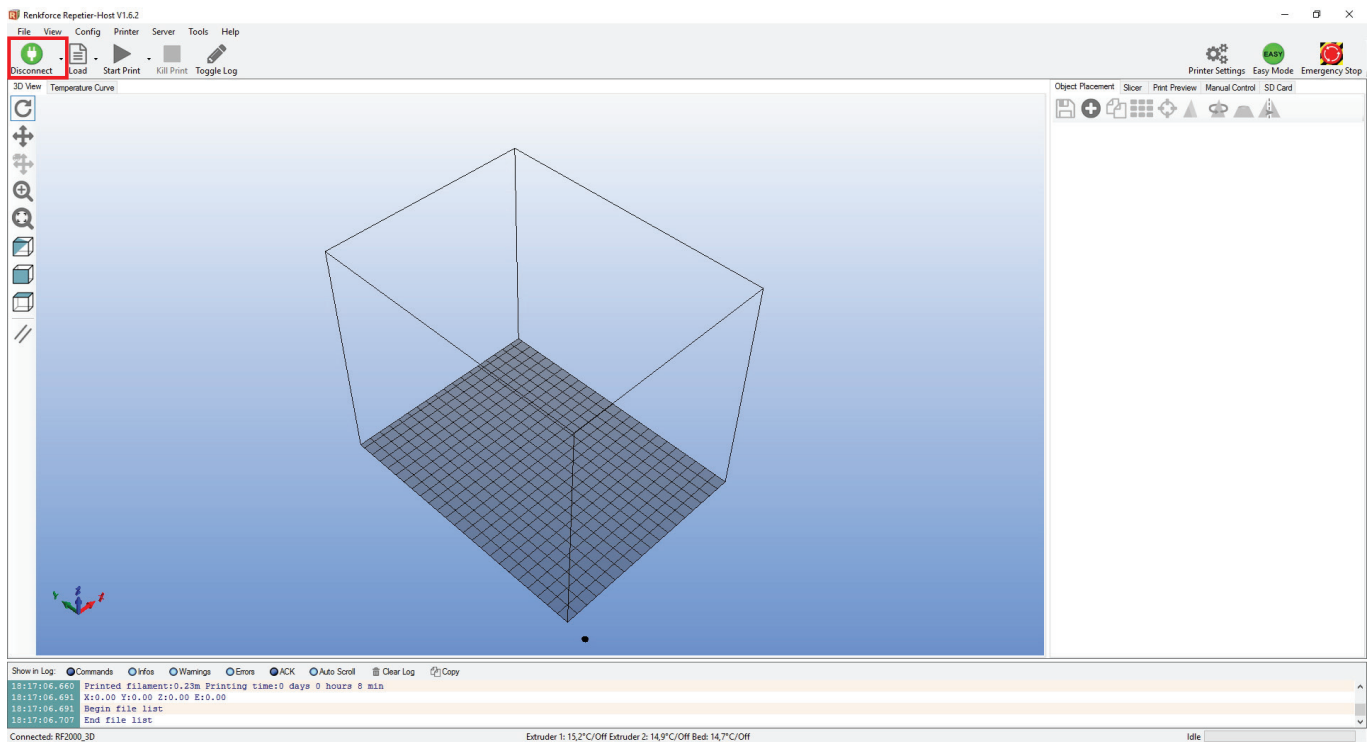 Renkforce Repetier-Host V1.6.2
File View Config Printer Server Tools Help
Disconnect Load Start Print Kill Print Toggle Log
EASY
Printer Settings Easy Mode Emergency Stop
3D View Temperature Curve
Object Placement Slicer Print Preview Manual Control SD Card
Y Z X
Show in Log: Commands Infos Warnings Errors ACK Auto Scroll Clear Log Copy
18:17:06.660 Printed filament:0.23m Printing time:0 days 0 hours 8 min
18:17:06.691 X:0.00 Y:0.00 Z:0.00 E:0.00
18:17:06.691 Begin file list
18:17:06.707 End file list
Connected: RF2000_3D Extruder 1: 15,2°C/Off Extruder 2: 14,9°C/Off Bed: 14,7°C/Off Idle